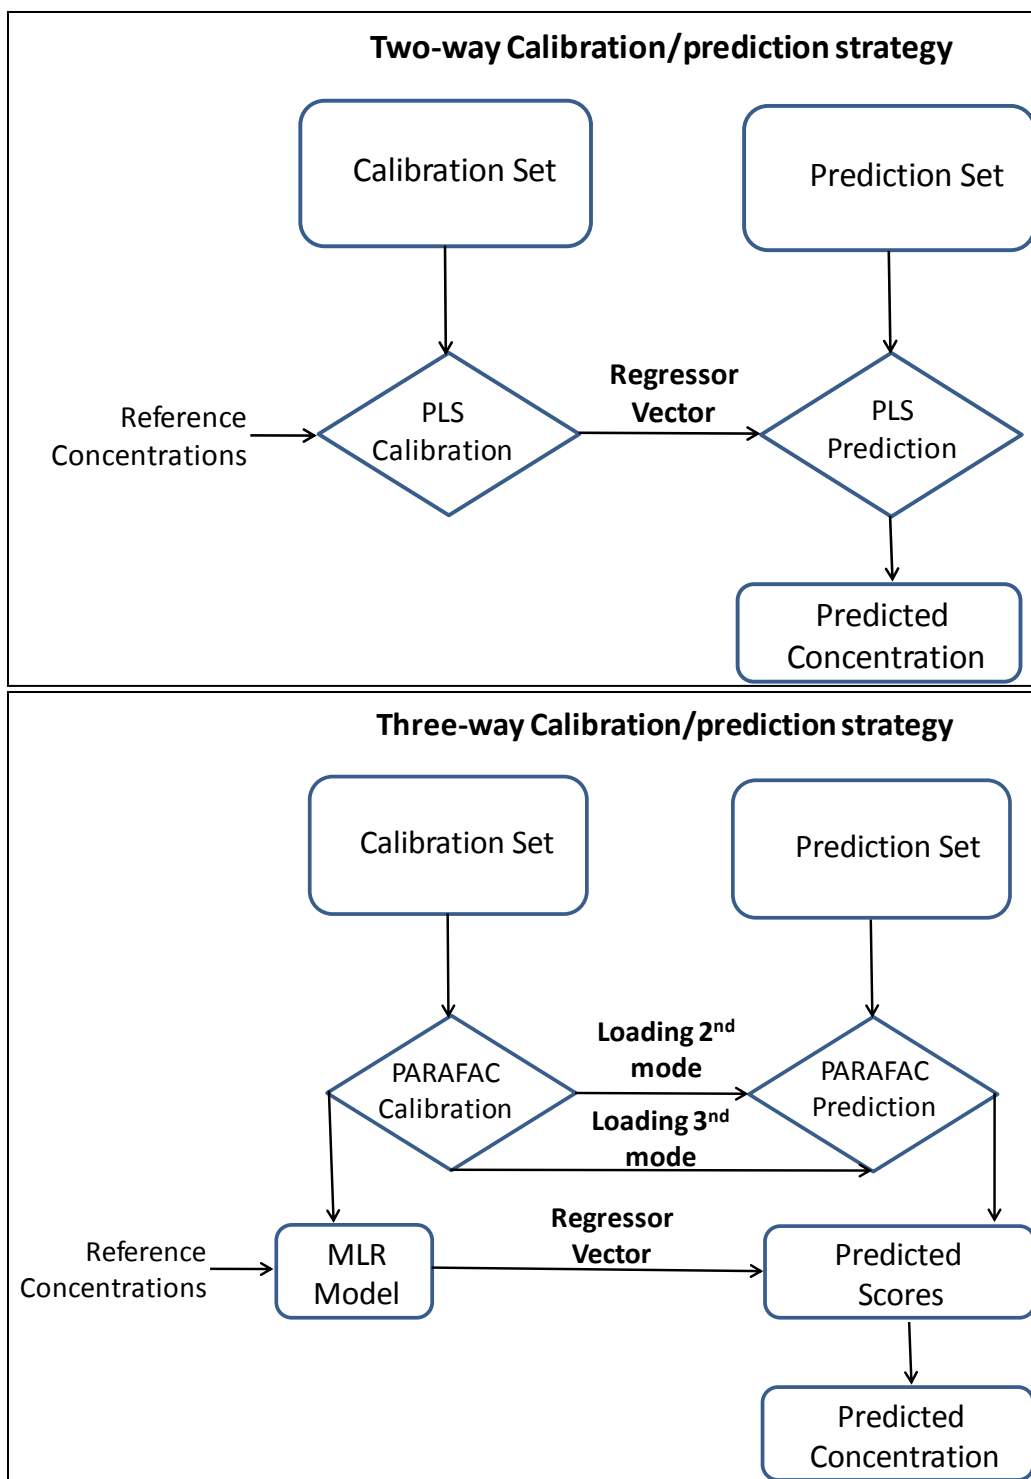 Two-way Calibration/prediction strategy
Calibration Set
Prediction Set
Regressor
Vector
Reference
Concentrations
PLS
Calibration
PLS
Prediction
Predicted
Concentration
Three-way Calibration/prediction strategy
Calibration Set
Prediction Set
Loading 2nd
mode
PARAFAC
Calibration
PARAFAC
Prediction
Loading 3nd
mode
Regressor
Vector
Reference
Concentrations
MLR
Model
Predicted
Scores
Predicted
Concentration